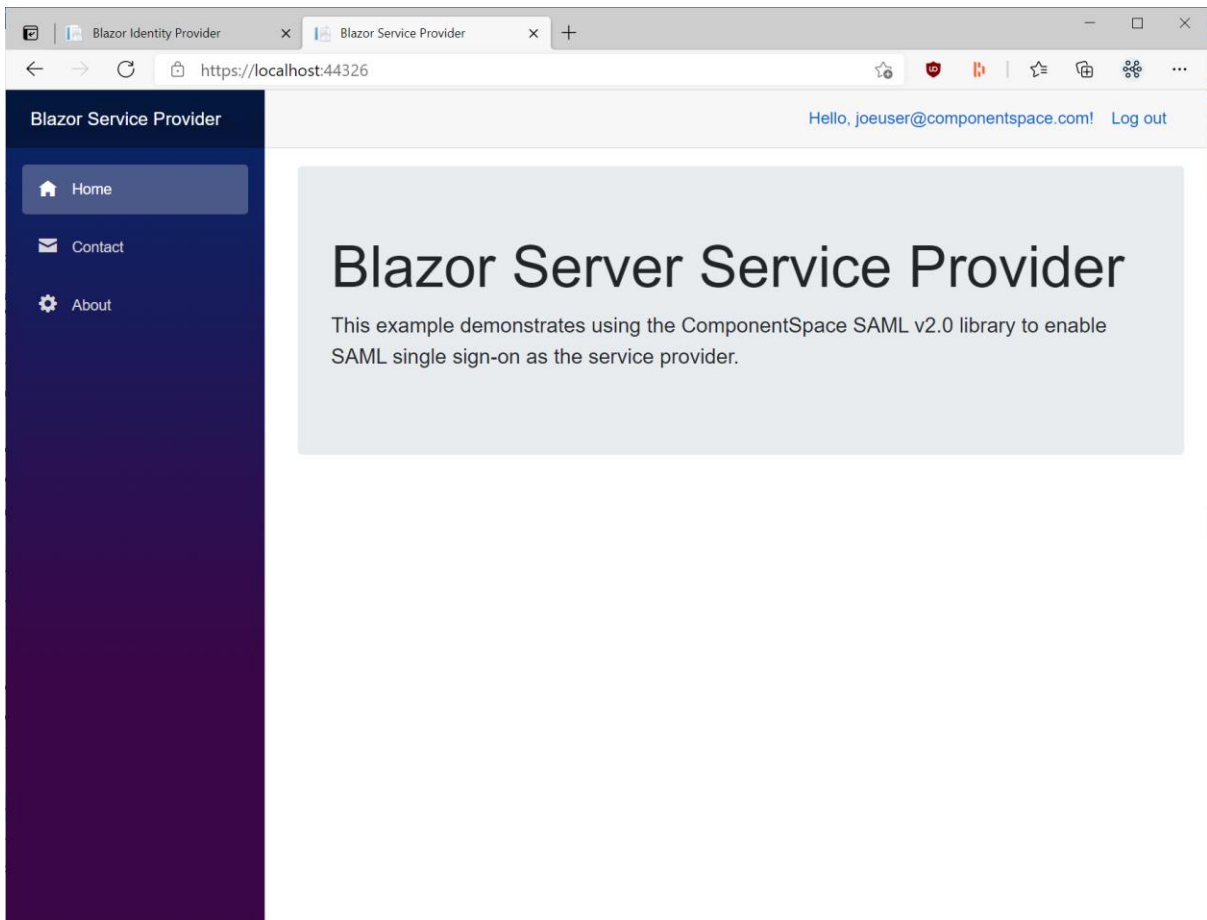 Blazor Identity Provider
Blazor Service Provider
https://localhost:44326
Blazor Service Provider
Hello, joeuser@componentspace.com! Log out
Home
Contact
About
Blazor Server Service Provider
This example demonstrates using the ComponentSpace SAML v2.0 library to enable
SAML single sign-on as the service provider.